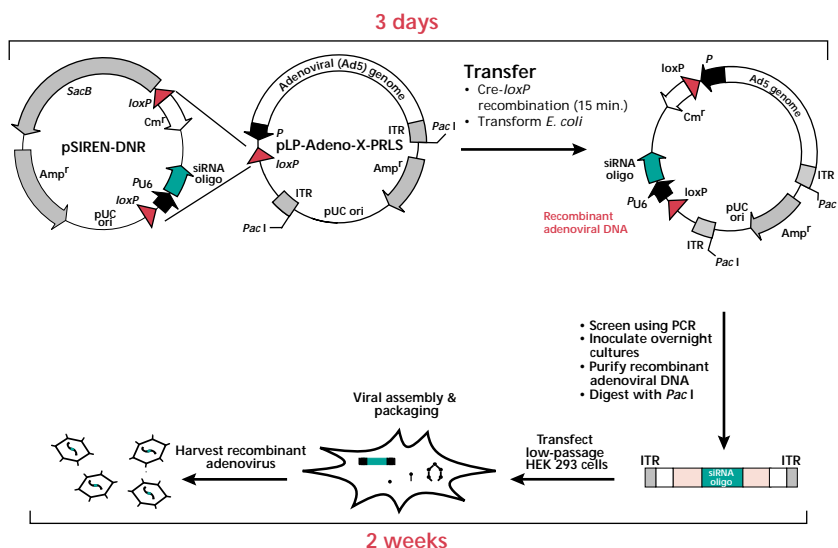 3 days
SacB
loxP
Cmr
pSIREN-DNR
siRNA
oligo
Ampr
PU6
loxP
pUC
ori
Adenoviral (Ad5) genome
ITR
Pac I
P
pLP-Adeno-X-PRLS
loxP
Ampr
ITR
pUC ori
Pac I
Transfer
• Cre-loxP
recombination (15 min.)
• Transform E. coli
P
loxP
Ad5 genome
Cmr
siRNA
oligo
PU6
loxP
ITR
Pac
pUC
ori
Recombinant
adenoviral DNA
ITR
Ampr
Pac I
• Screen using PCR
• Inoculate overnight
cultures
• Purify recombinant
adenoviral DNA
• Digest with Pac I
Viral assembly &
packaging
Harvest recombinant
adenovirus
Transfect
low-passage
HEK 293 cells
ITR
ITR
siRNA
oligo
2 weeks